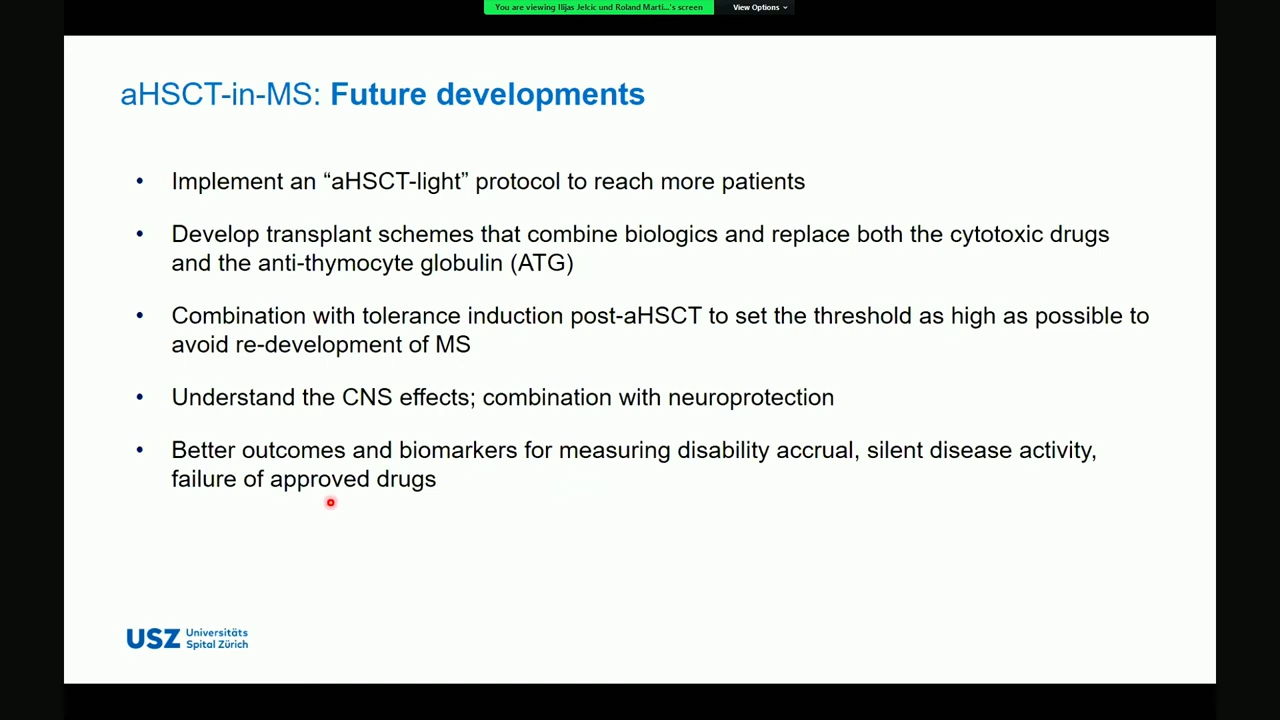 You are viewing Ilijas Jelcic und Roland Marti...'s screen
View Options
aHSCT-in-MS: Future developments
• Implement an “aHSCT-light” protocol to reach more patients
• Develop transplant schemes that combine biologics and replace both the cytotoxic drugs
and the anti-thymocyte globulin (ATG)
• Combination with tolerance induction post-aHSCT to set the threshold as high as possible to
avoid re-development of MS
• Understand the CNS effects; combination with neuroprotection
• Better outcomes and biomarkers for measuring disability accrual, silent disease activity,
failure of approved drugs
USZ Universitäts
Spital Zürich